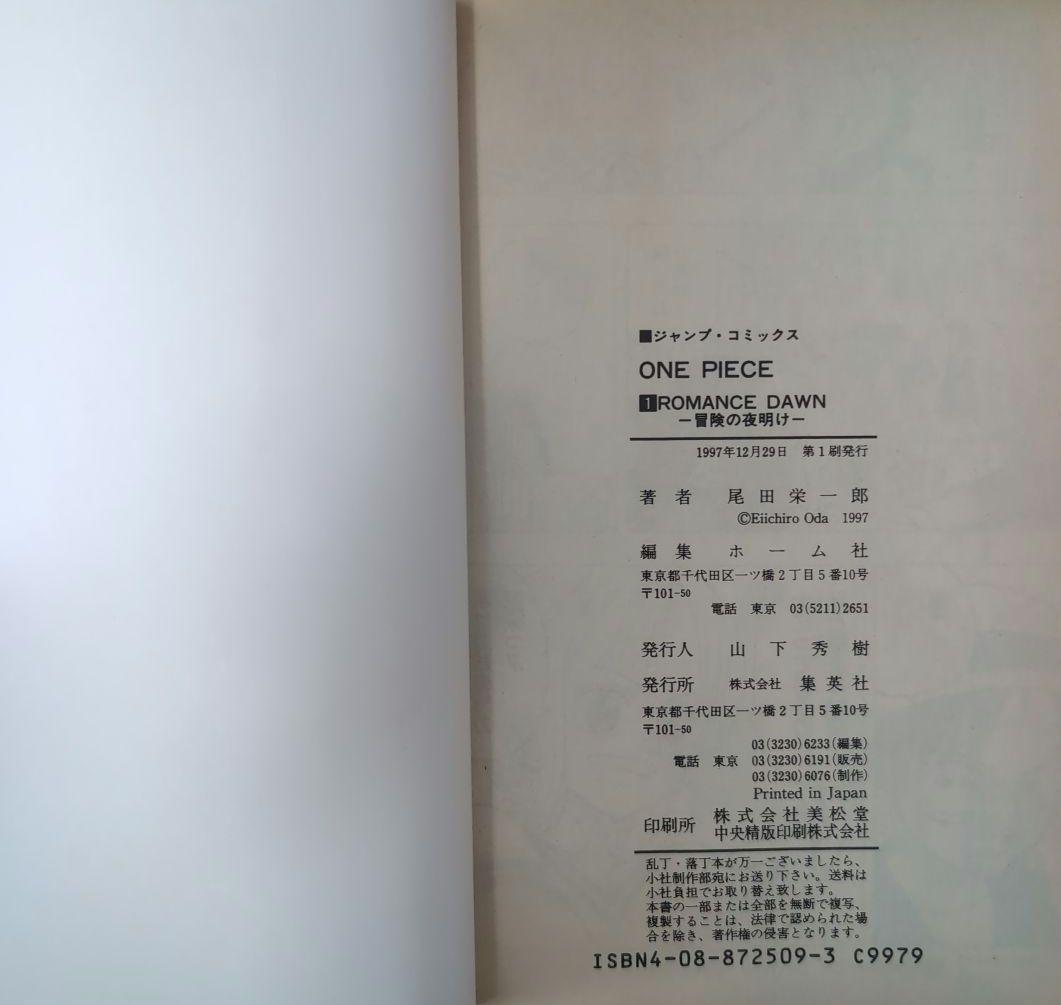 ■ジャンプ・コミックス
ONE PIECE
1 ROMANCE DAWN
－冒険の夜明け－
1997年12月29日 第1刷発行
著者 尾田栄一郎
©Eiichiro Oda 1997
編集 ホーム社
東京都千代田区一ツ橋2丁目5番10号
〒101-50
電話 東京 03(5211)2651
発行人 山下秀樹
発行所 株式会社 集英社
東京都千代田区一ツ橋2丁目5番10号
〒101-50
03(3230)6233(編集)
電話 東京 03(3230)6191(販売)
03(3230)6076(制作)
Printed in Japan
印刷所 株式会社美松堂
中央精版印刷株式会社
乱丁・落丁本が万一ございましたら、
小社制作部宛にお送り下さい。送料は
小社負担でお取り替え致します。
本書の一部または全部を無断で複写、
複製することは、法律で認められた場
合を除き、著作権の侵害となります。
ISBN4-08-872509-3 C9979